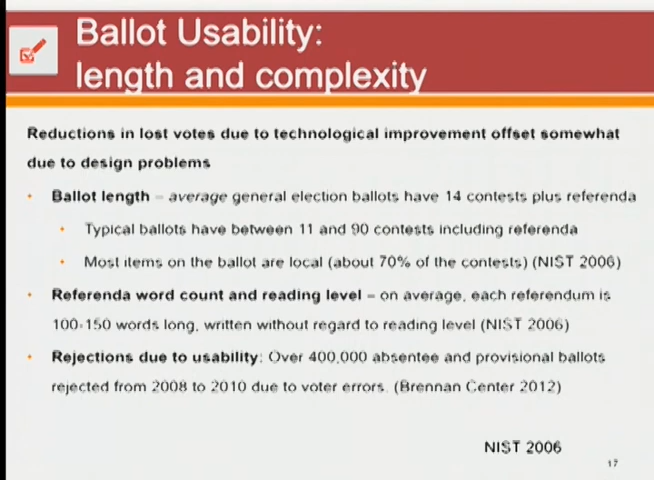 Ballot Usability:
length and complexity
Reductions in lost votes due to technological improvement offset somewhat
due to design problems
• Ballot length – average general election ballots have 14 contests plus referenda
• Typical ballots have between 11 and 90 contests including referenda
• Most items on the ballot are local (about 70% of the contests) (NIST 2006)
• Referenda word count and reading level – on average, each referendum is
100-150 words long, written without regard to reading level (NIST 2006)
• Rejections due to usability: Over 400,000 absentee and provisional ballots
rejected from 2008 to 2010 due to voter errors. (Brennan Center 2012)
NIST 2006
17